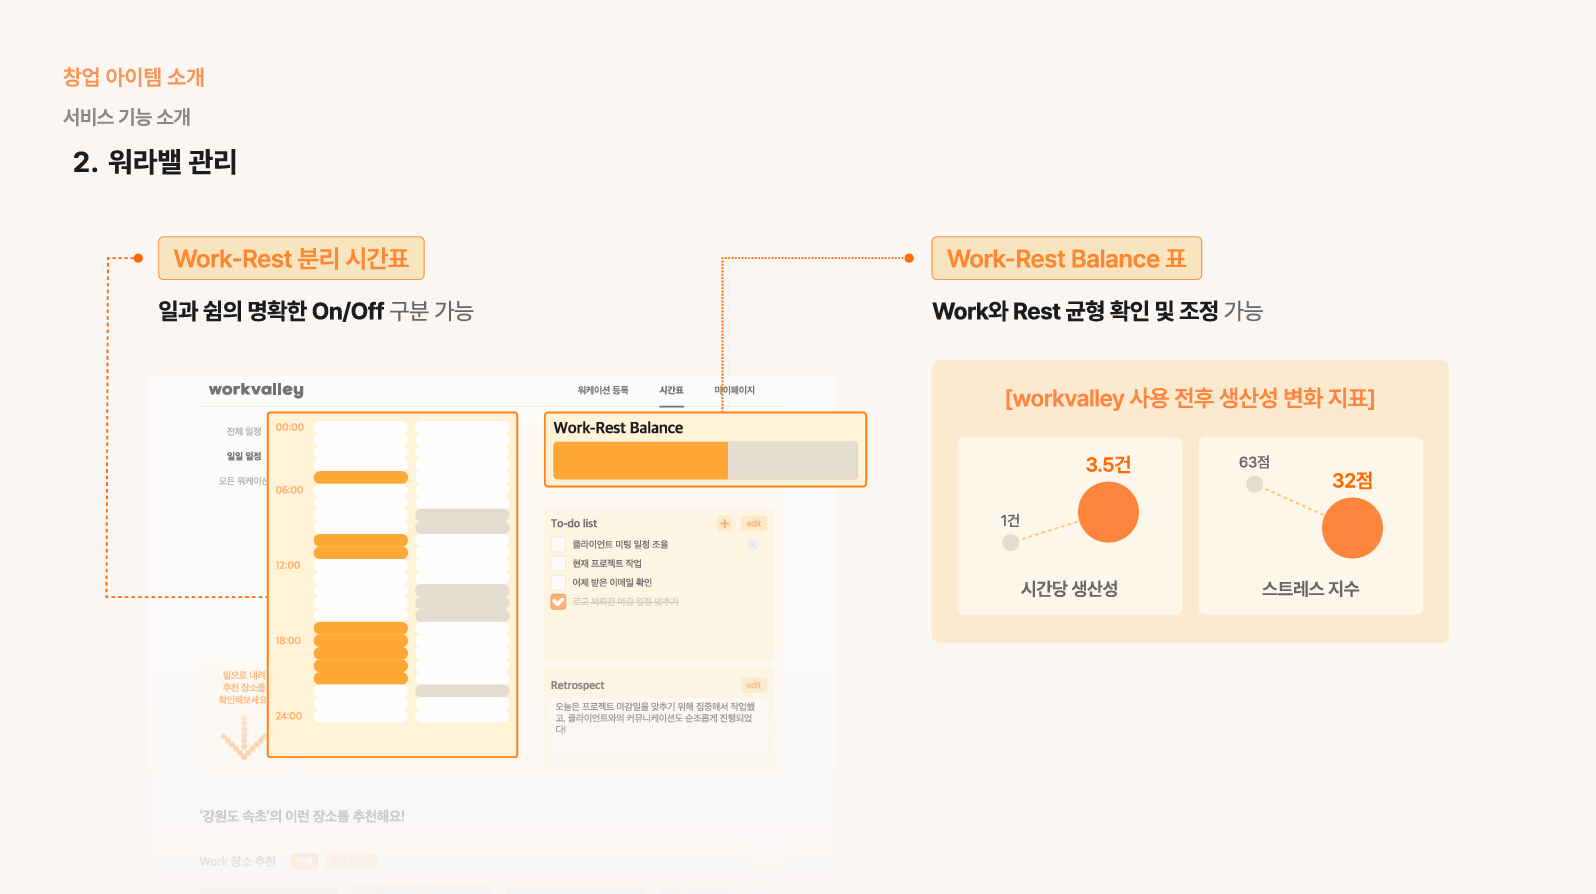 창업 아이템 소개
서비스 기능 소개
2. 워라밸 관리
Work-Rest 분리 시간표
일과 쉼의 명확한 On/Off 구분 가능
Work-Rest Balance 표
Work와 Rest 균형 확인 및 조정 가능
workvalley
워케이션 등록
시간표
마이페이지
전체 일정
일일 일정
모든 워케이션
00:00
06:00
12:00
18:00
24:00
Work-Rest Balance
To-do list
+
edit
클라이언트 미팅 일정 조율
현재 프로젝트 작업
어제 받은 이메일 확인
로고 의뢰건 마감 일정 맞추기
Retrospect
edit
오늘은 프로젝트 마감일을 맞추기 위해 집중해서 작업했
고, 클라이언트와의 커뮤니케이션도 순조롭게 진행되었
다!
밑으로 내려
추천 장소를
확인해보세요
'강원도 속초'의 이런 장소를 추천해요!
Work 장소 추천
[workvalley 사용 전후 생산성 변화 지표]
1건
3.5건
시간당 생산성
63점
32점
스트레스 지수